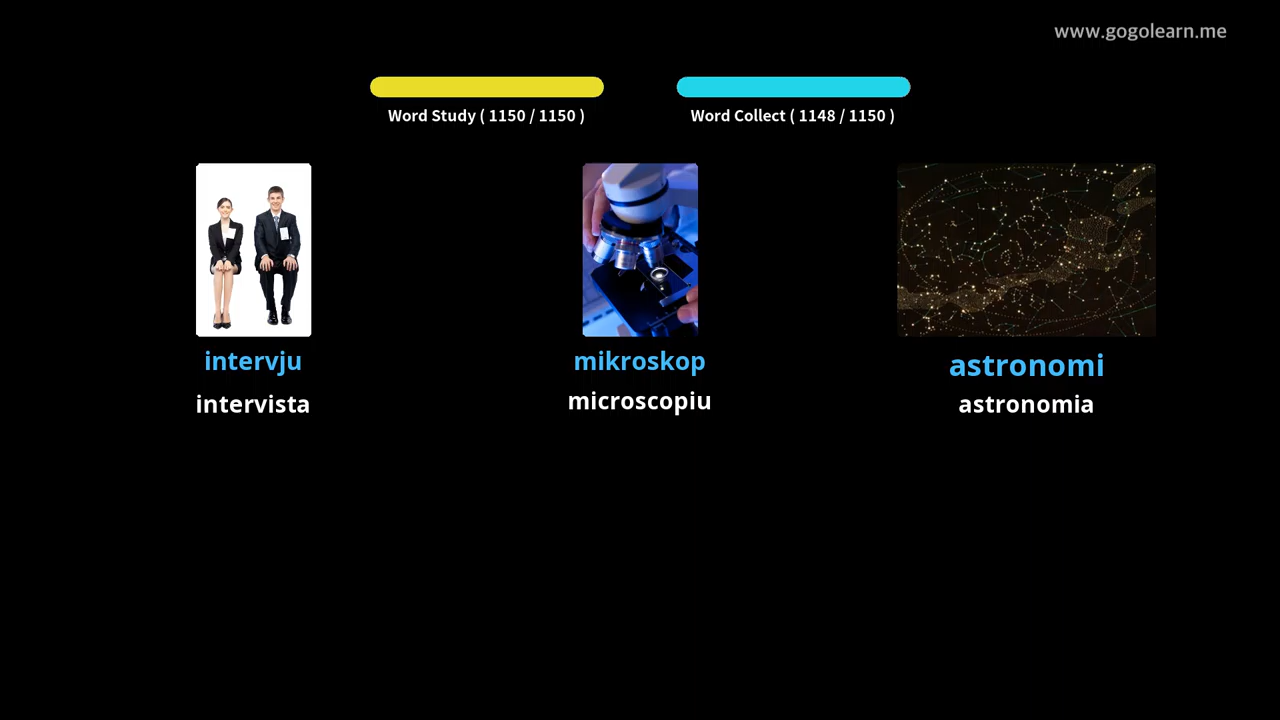 www.gogolearn.me
Word Study ( 1150 / 1150 )
Word Collect ( 1148 / 1150 )
intervju
mikroskop
astronomi
intervista
microscopiu
astronomia